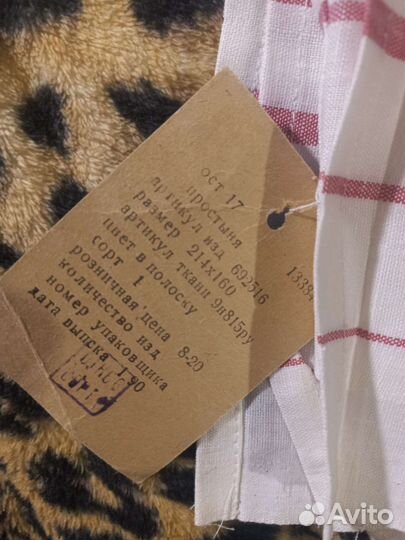 ост 17 13384
простыня
артикул изд 692516
размер 214х160
артикул ткани 9п815ру
цвет в полоску
сорт 1
розничная цена 8-20
количество изд
номер упаковщика
дата выпуска 1 90
Avito